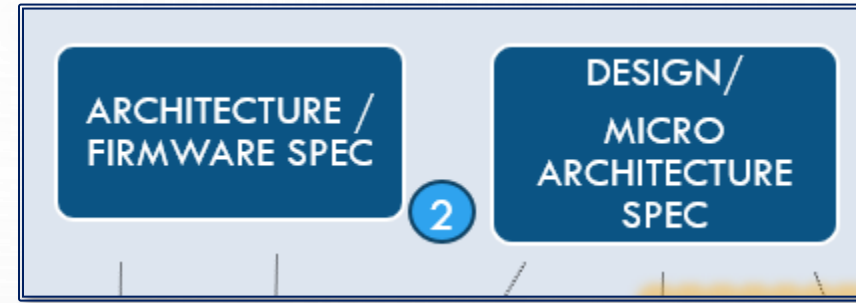 ARCHITECTURE /
FIRMWARE SPEC
2
DESIGN/
MICRO
ARCHITECTURE
SPEC